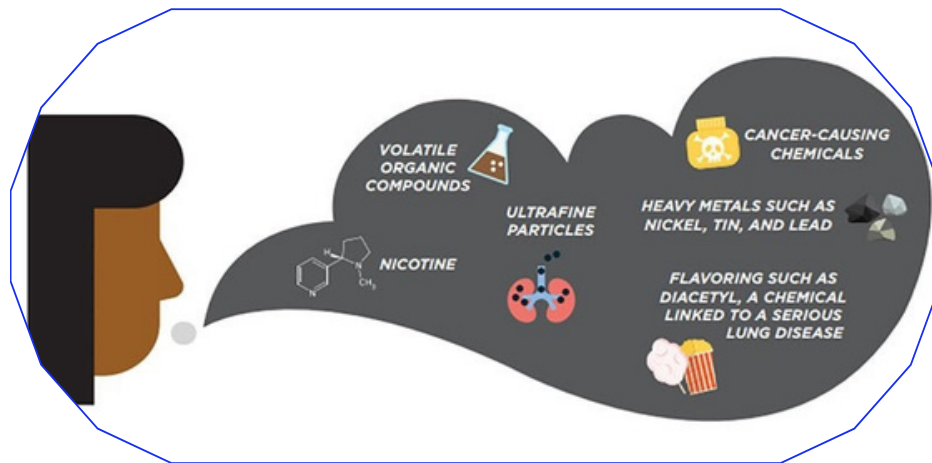 VOLATILE
ORGANIC
COMPOUNDS
CANCER-CAUSING
CHEMICALS
ULTRAFINE
PARTICLES
HEAVY METALS SUCH AS
NICKEL, TIN, AND LEAD
H
N
N
CH3
NICOTINE
FLAVORING SUCH AS
DIACETYL, A CHEMICAL
LINKED TO A SERIOUS
LUNG DISEASE